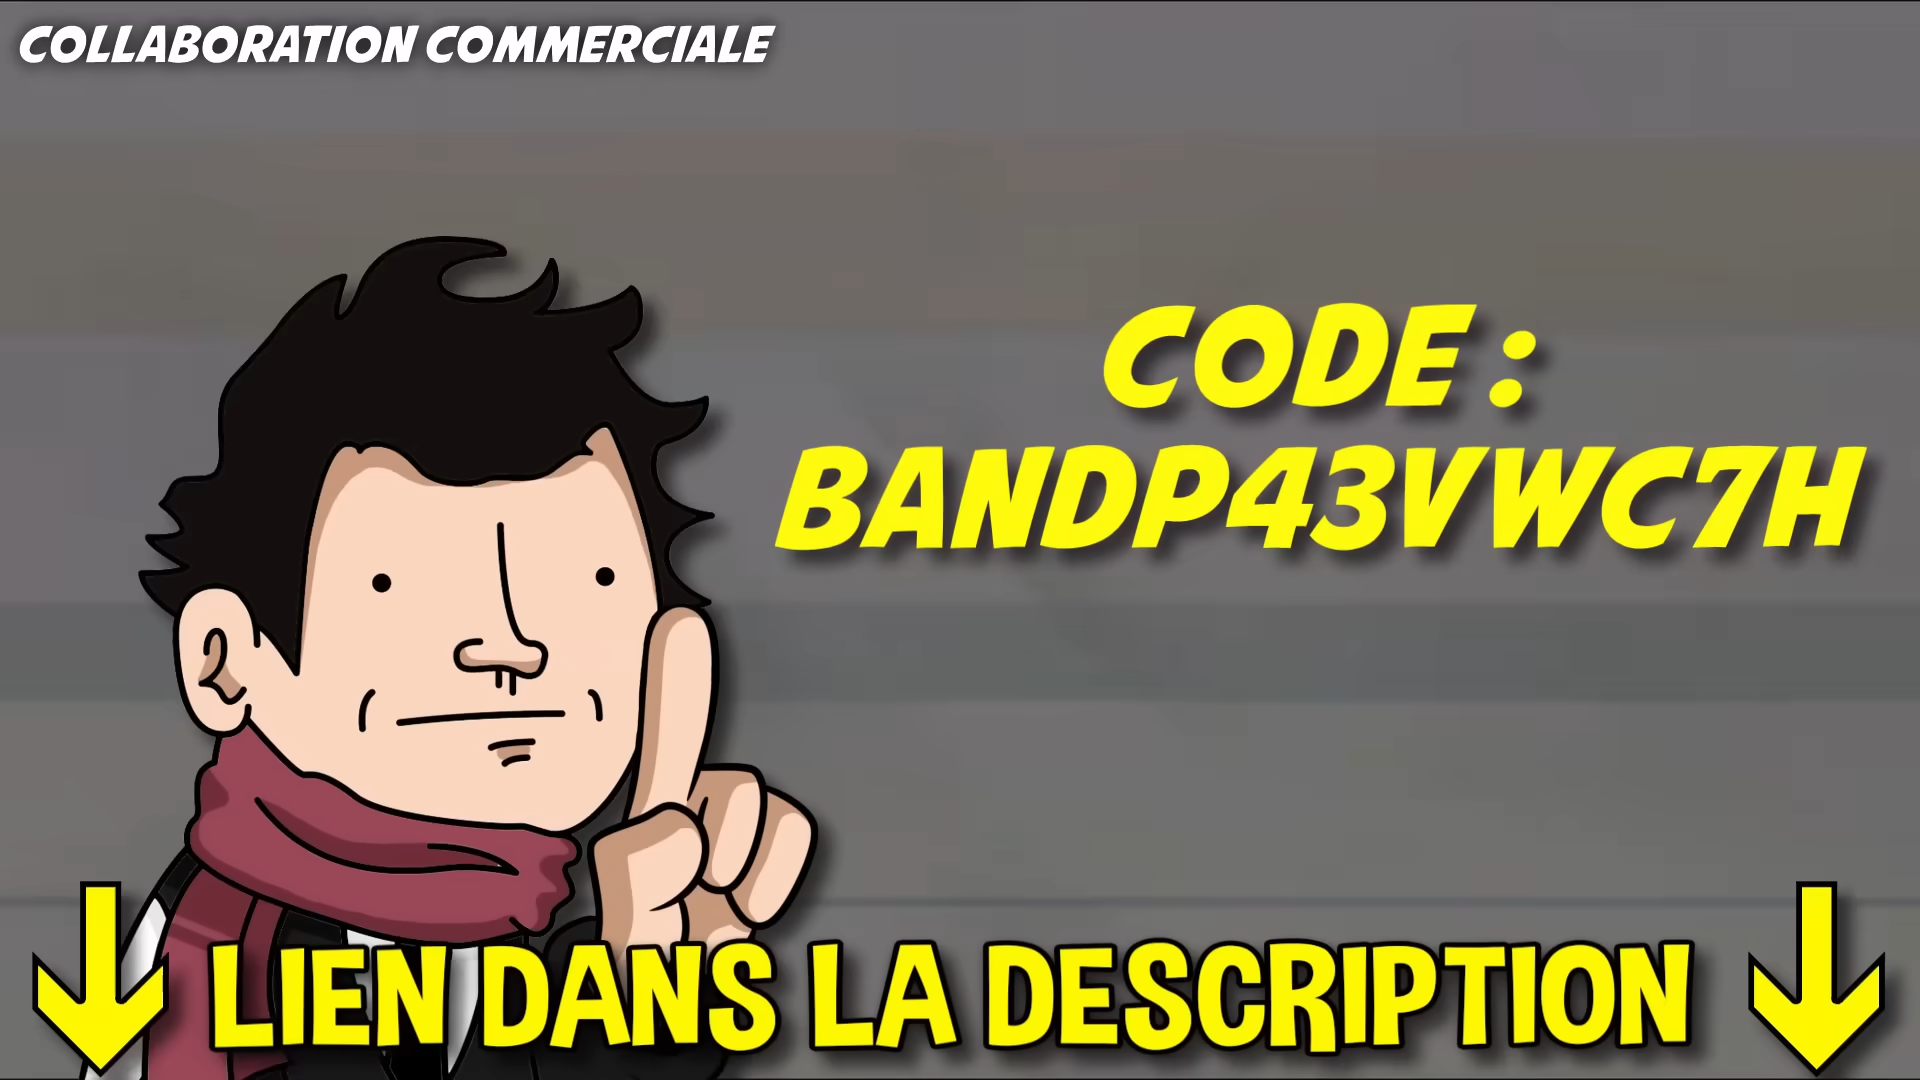 COLLABORATION COMMERCIALE
CODE :
BANDP43VWC7H
LIEN DANS LA DESCRIPTION